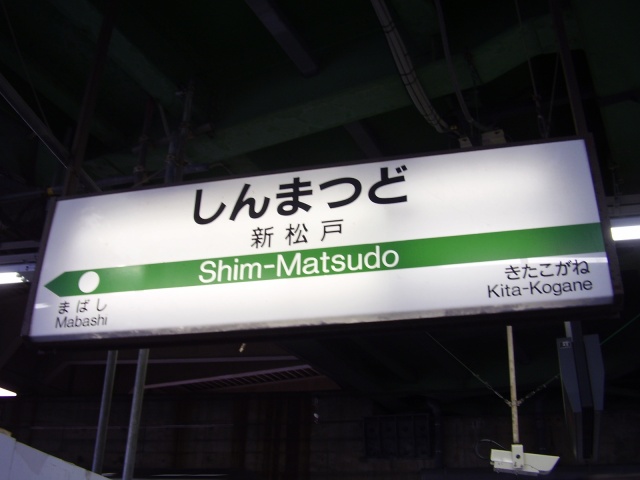 しんまつど
新松戸
Shim-Matsudo
まばし
Mabashi
きたこがね
Kita-Kogane